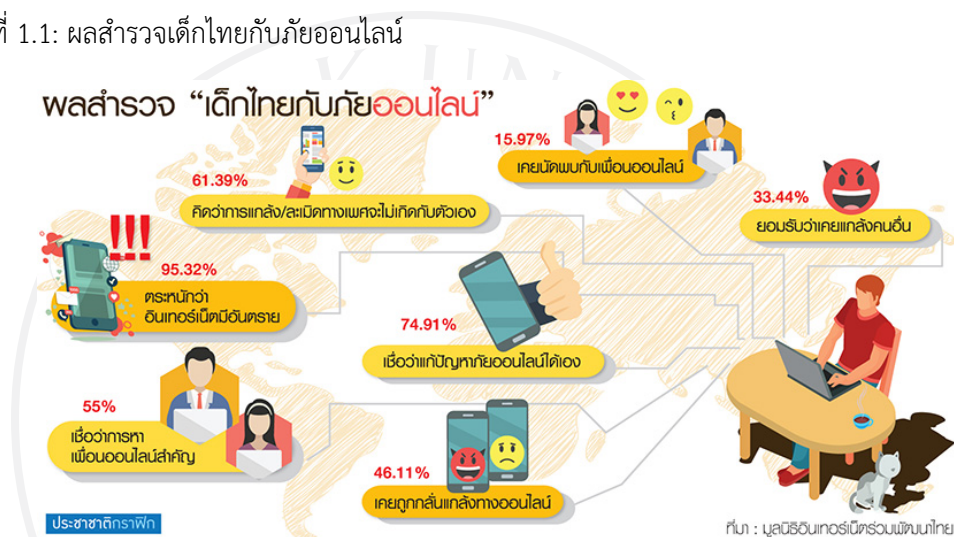 ที่ 1.1: ผลสำรวจเด็กไทยกับภัยออนไลน์
ผลสำรวจ “เด็กไทยกับภัยออนไลน์”
15.97%
เคยนัดพบกับเพื่อนออนไลน์
61.39%
คิดว่าการแกล้ง/ละเมิดทางเพศจะไม่เกิดกับตัวเอง
33.44%
ยอมรับว่าเคยแกล้งคนอื่น
!!!
95.32%
ตระหนักว่า
อินเทอร์เน็ตมีอันตราย
74.91%
เชื่อว่าแก้ปัญหาภัยออนไลน์ได้เอง
55%
เชื่อว่าการหา
เพื่อนออนไลน์สำคัญ
46.11%
เคยถูกกลั่นแกล้งทางออนไลน์
ประชาชาติกราฟิก
ที่มา : มูลนิธิอินเทอร์เน็ตร่วมพัฒนาไทย